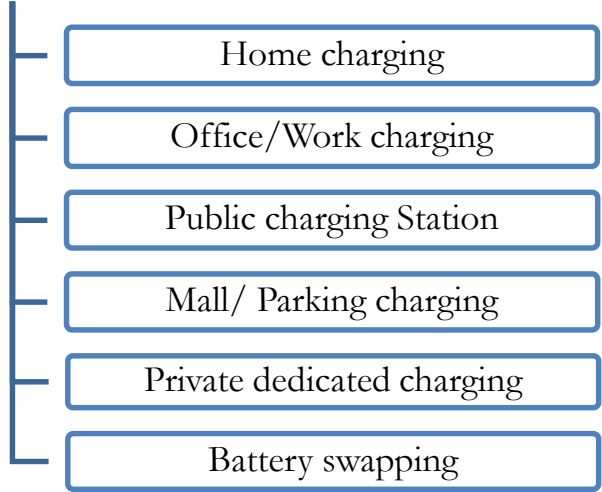 Home charging
Office/Work charging
Public charging Station
Mall/ Parking charging
Private dedicated charging
Battery swapping